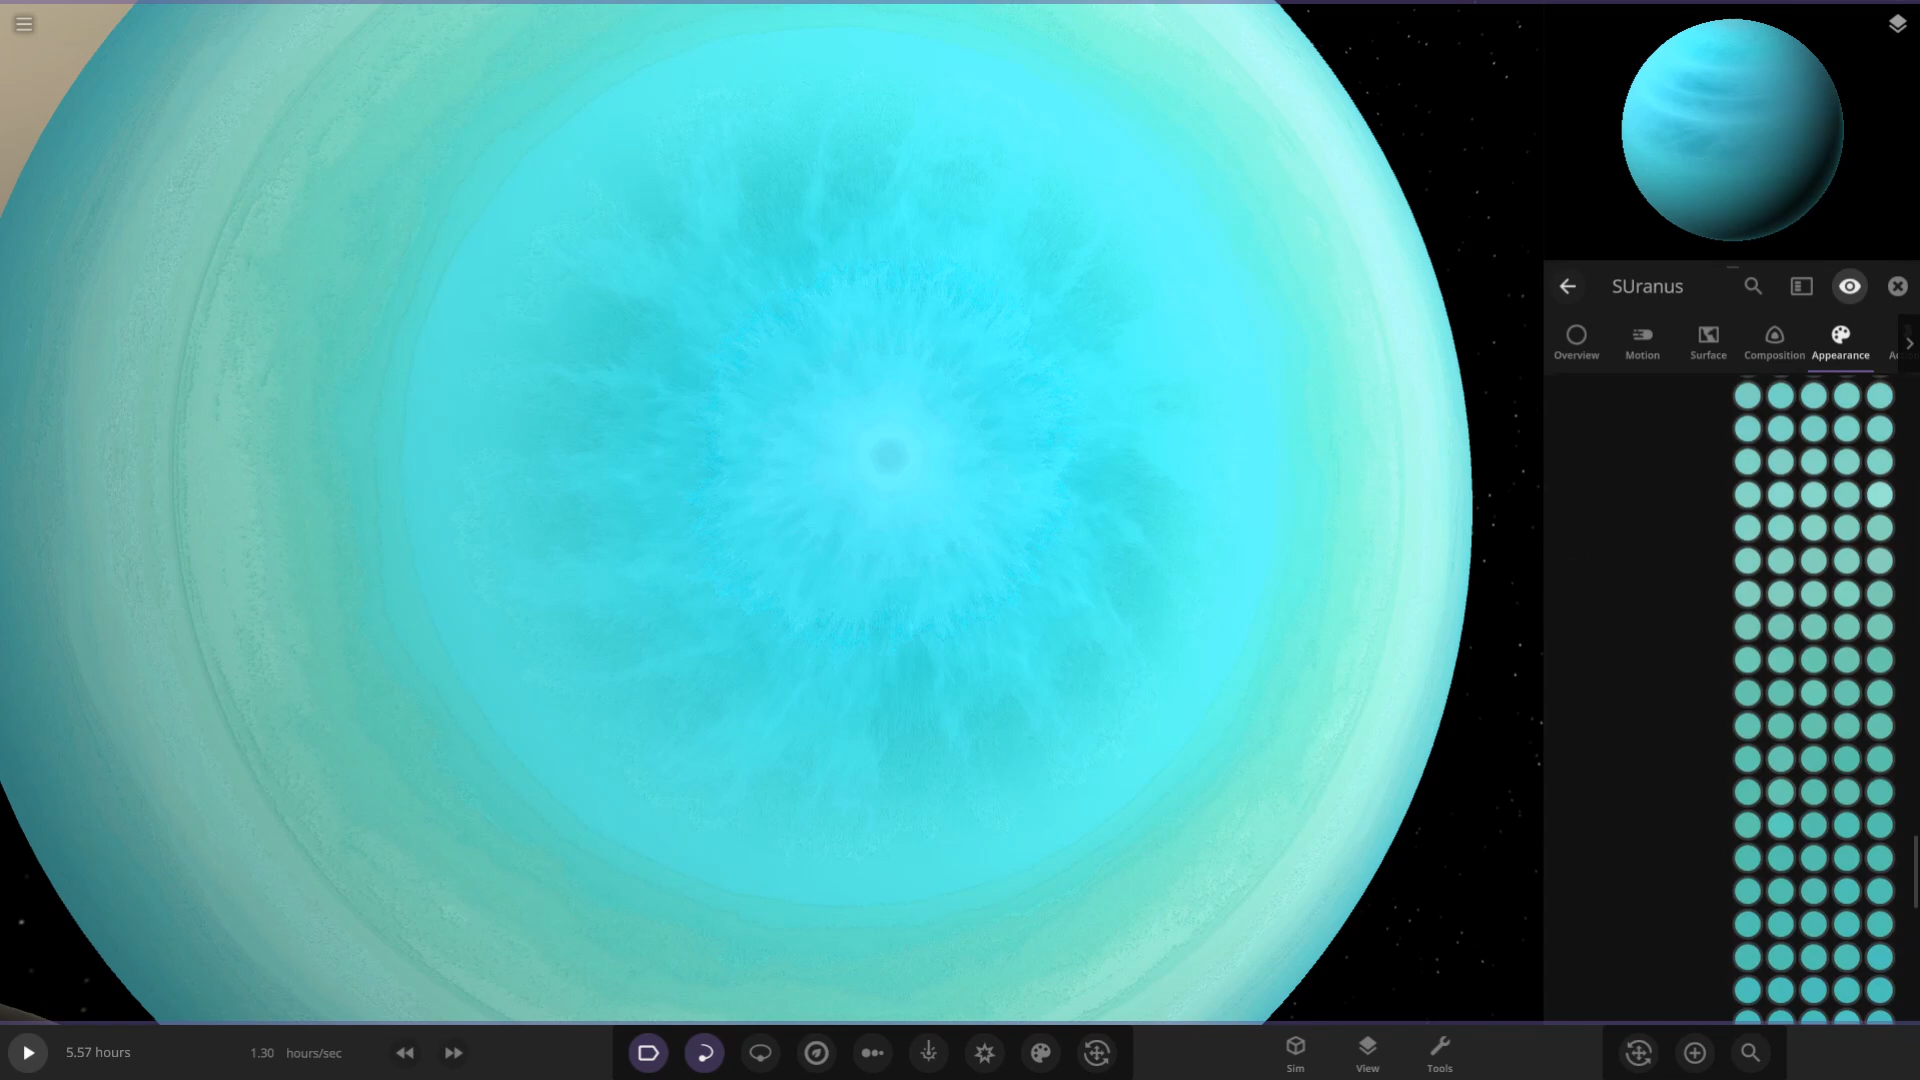 SUranus
Overview Motion Surface Composition Appearance
5.57 hours 1.30 hours/sec
Sim View Tools